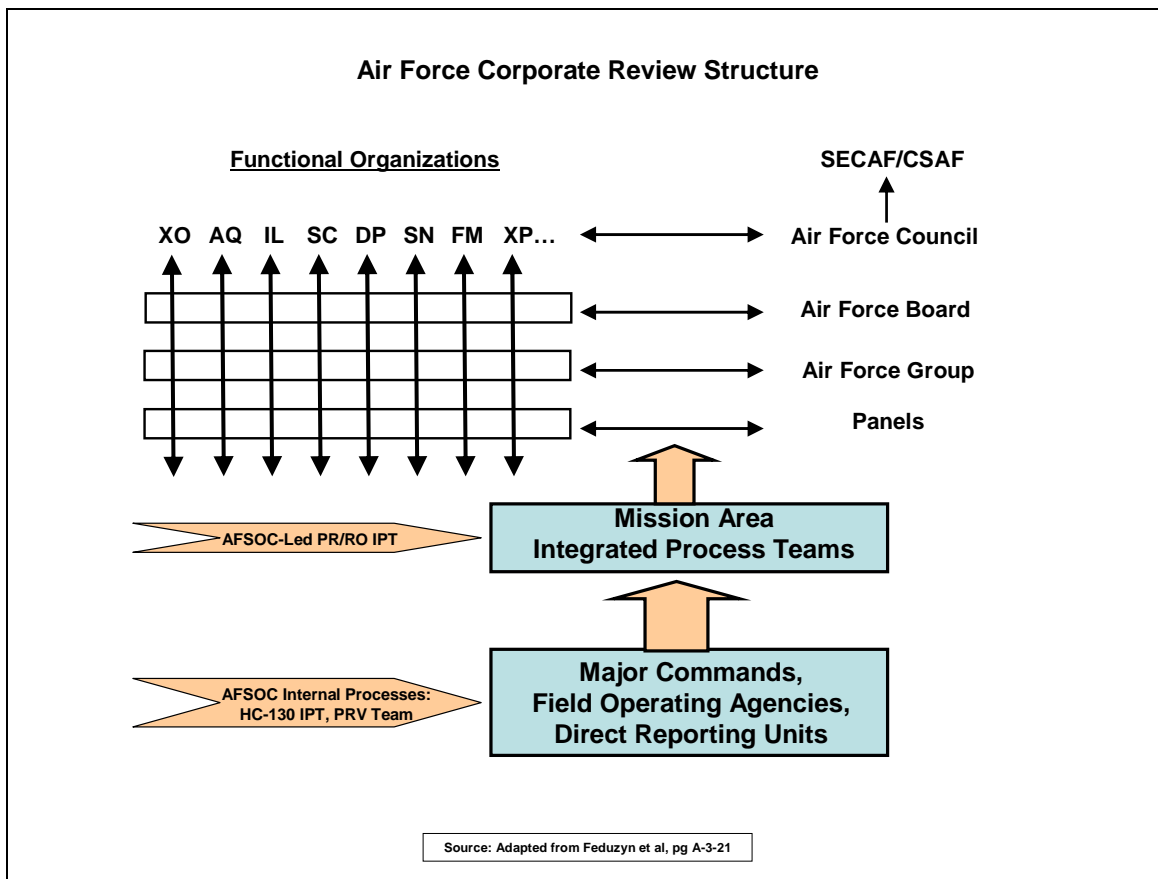 Air Force Corporate Review Structure
Functional Organizations
SECAF/CSAF
XO AQ IL SC DP SN FM XP…
Air Force Council
Air Force Board
Air Force Group
Panels
AFSOC-Led PR/RO IPT
Mission Area
Integrated Process Teams
AFSOC Internal Processes:
HC-130 IPT, PRV Team
Major Commands,
Field Operating Agencies,
Direct Reporting Units
Source: Adapted from Feduzyn et al, pg A-3-21